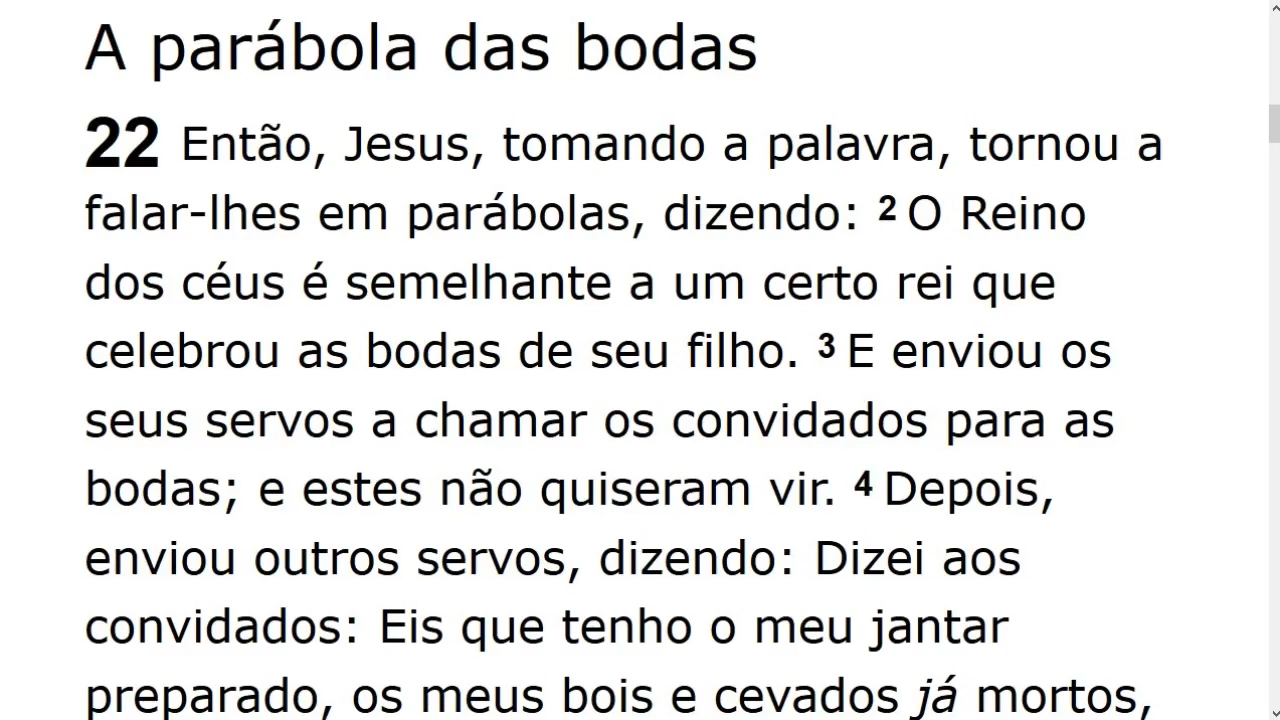 A parábola das bodas
22 Então, Jesus, tomando a palavra, tornou a
falar-lhes em parábolas, dizendo: 2 O Reino
dos céus é semelhante a um certo rei que
celebrou as bodas de seu filho. 3 E enviou os
seus servos a chamar os convidados para as
bodas; e estes não quiseram vir. 4 Depois,
enviou outros servos, dizendo: Dizei aos
convidados: Eis que tenho o meu jantar
preparado, os meus bois e cevados já mortos,